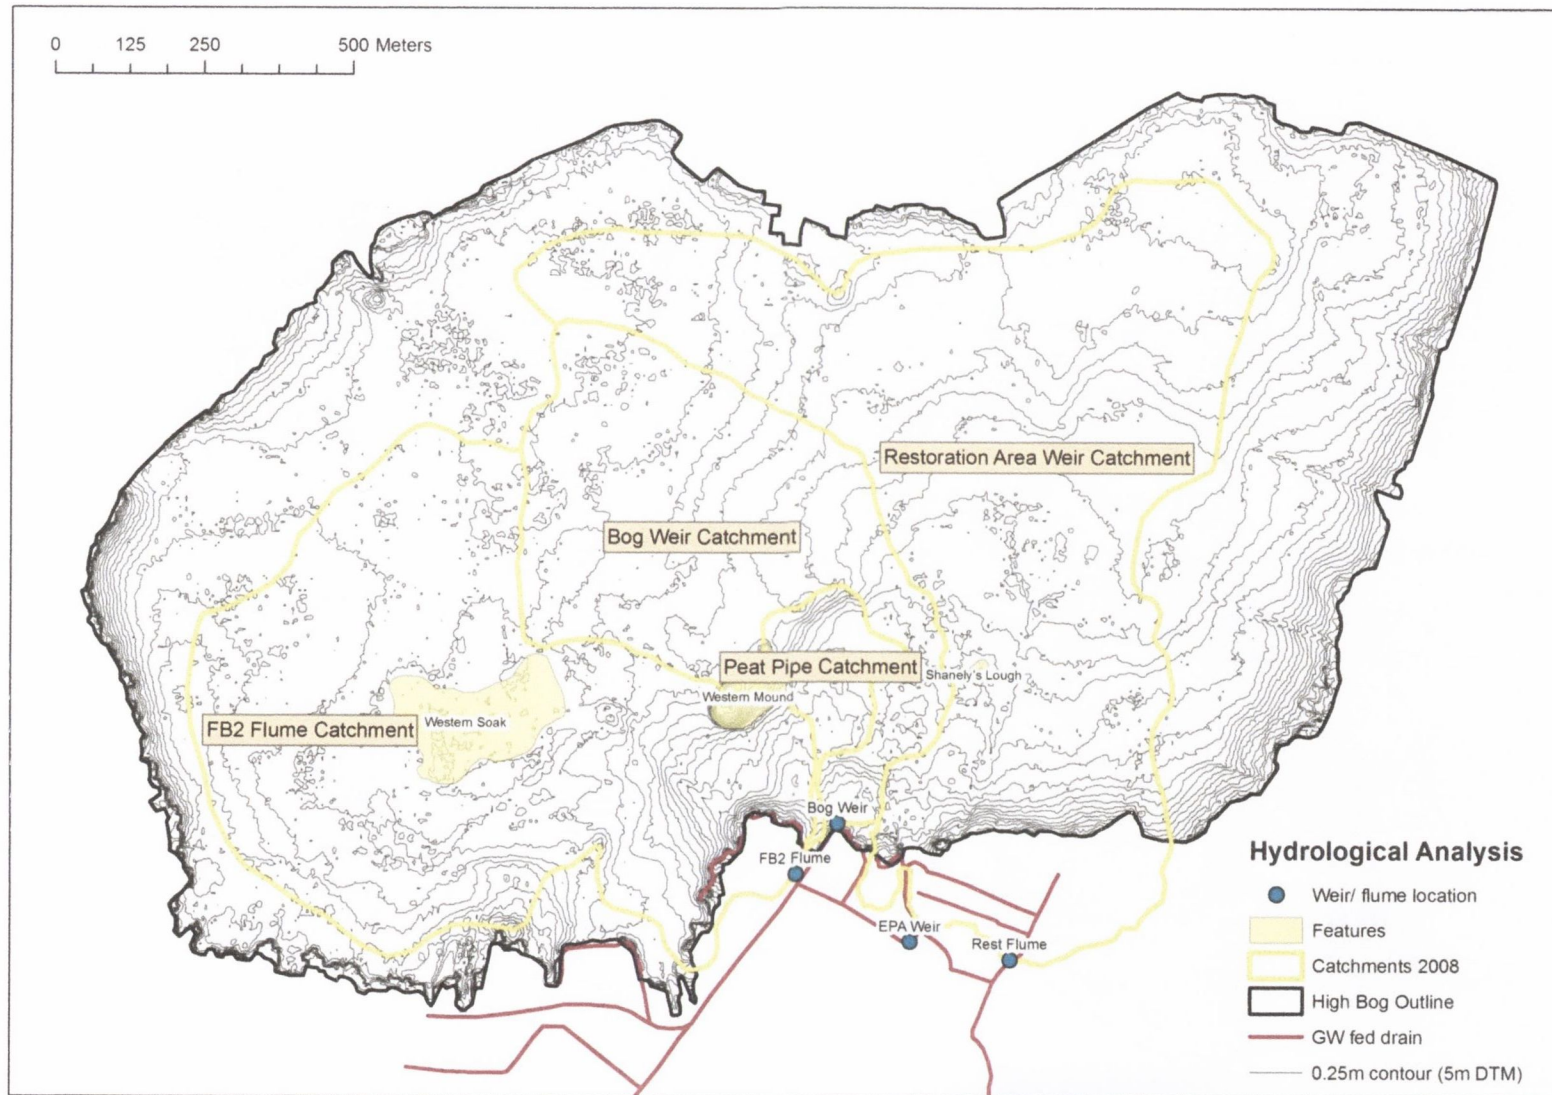 0 125 250 500 Meters
Restoration Area Weir Catchment
Bog Weir Catchment
Peat Pipe Catchment
Shanely's Lough
Western Mound
FB2 Flume Catchment
Western Soak
Bog Weir
FB2 Flume
EPA Weir
Rest Flume
Hydrological Analysis
Weir/ flume location
Features
Catchments 2008
High Bog Outline
GW fed drain
0.25m contour (5m DTM)